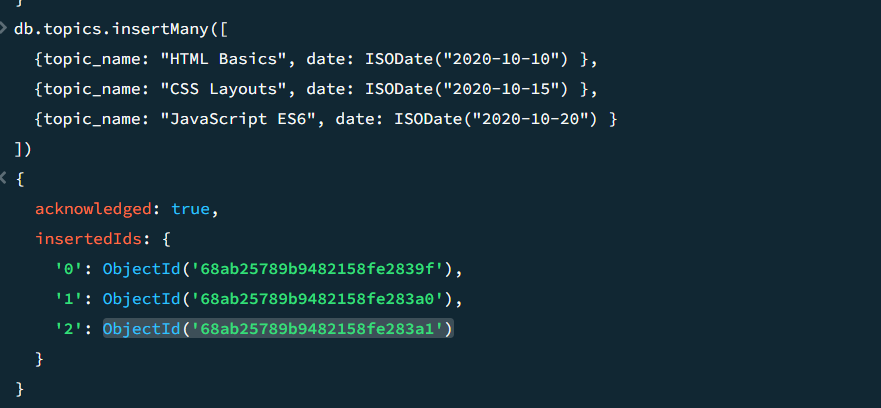 }
db.topics.insertMany([
{topic_name: "HTML Basics", date: ISODate("2020-10-10") },
{topic_name: "CSS Layouts", date: ISODate("2020-10-15") },
{topic_name: "JavaScript ES6", date: ISODate("2020-10-20") }
])
{
acknowledged: true,
insertedIds: {
'0': ObjectId('68ab25789b9482158fe2839f'),
'1': ObjectId('68ab25789b9482158fe283a0'),
'2': ObjectId('68ab25789b9482158fe283a1')
}
}